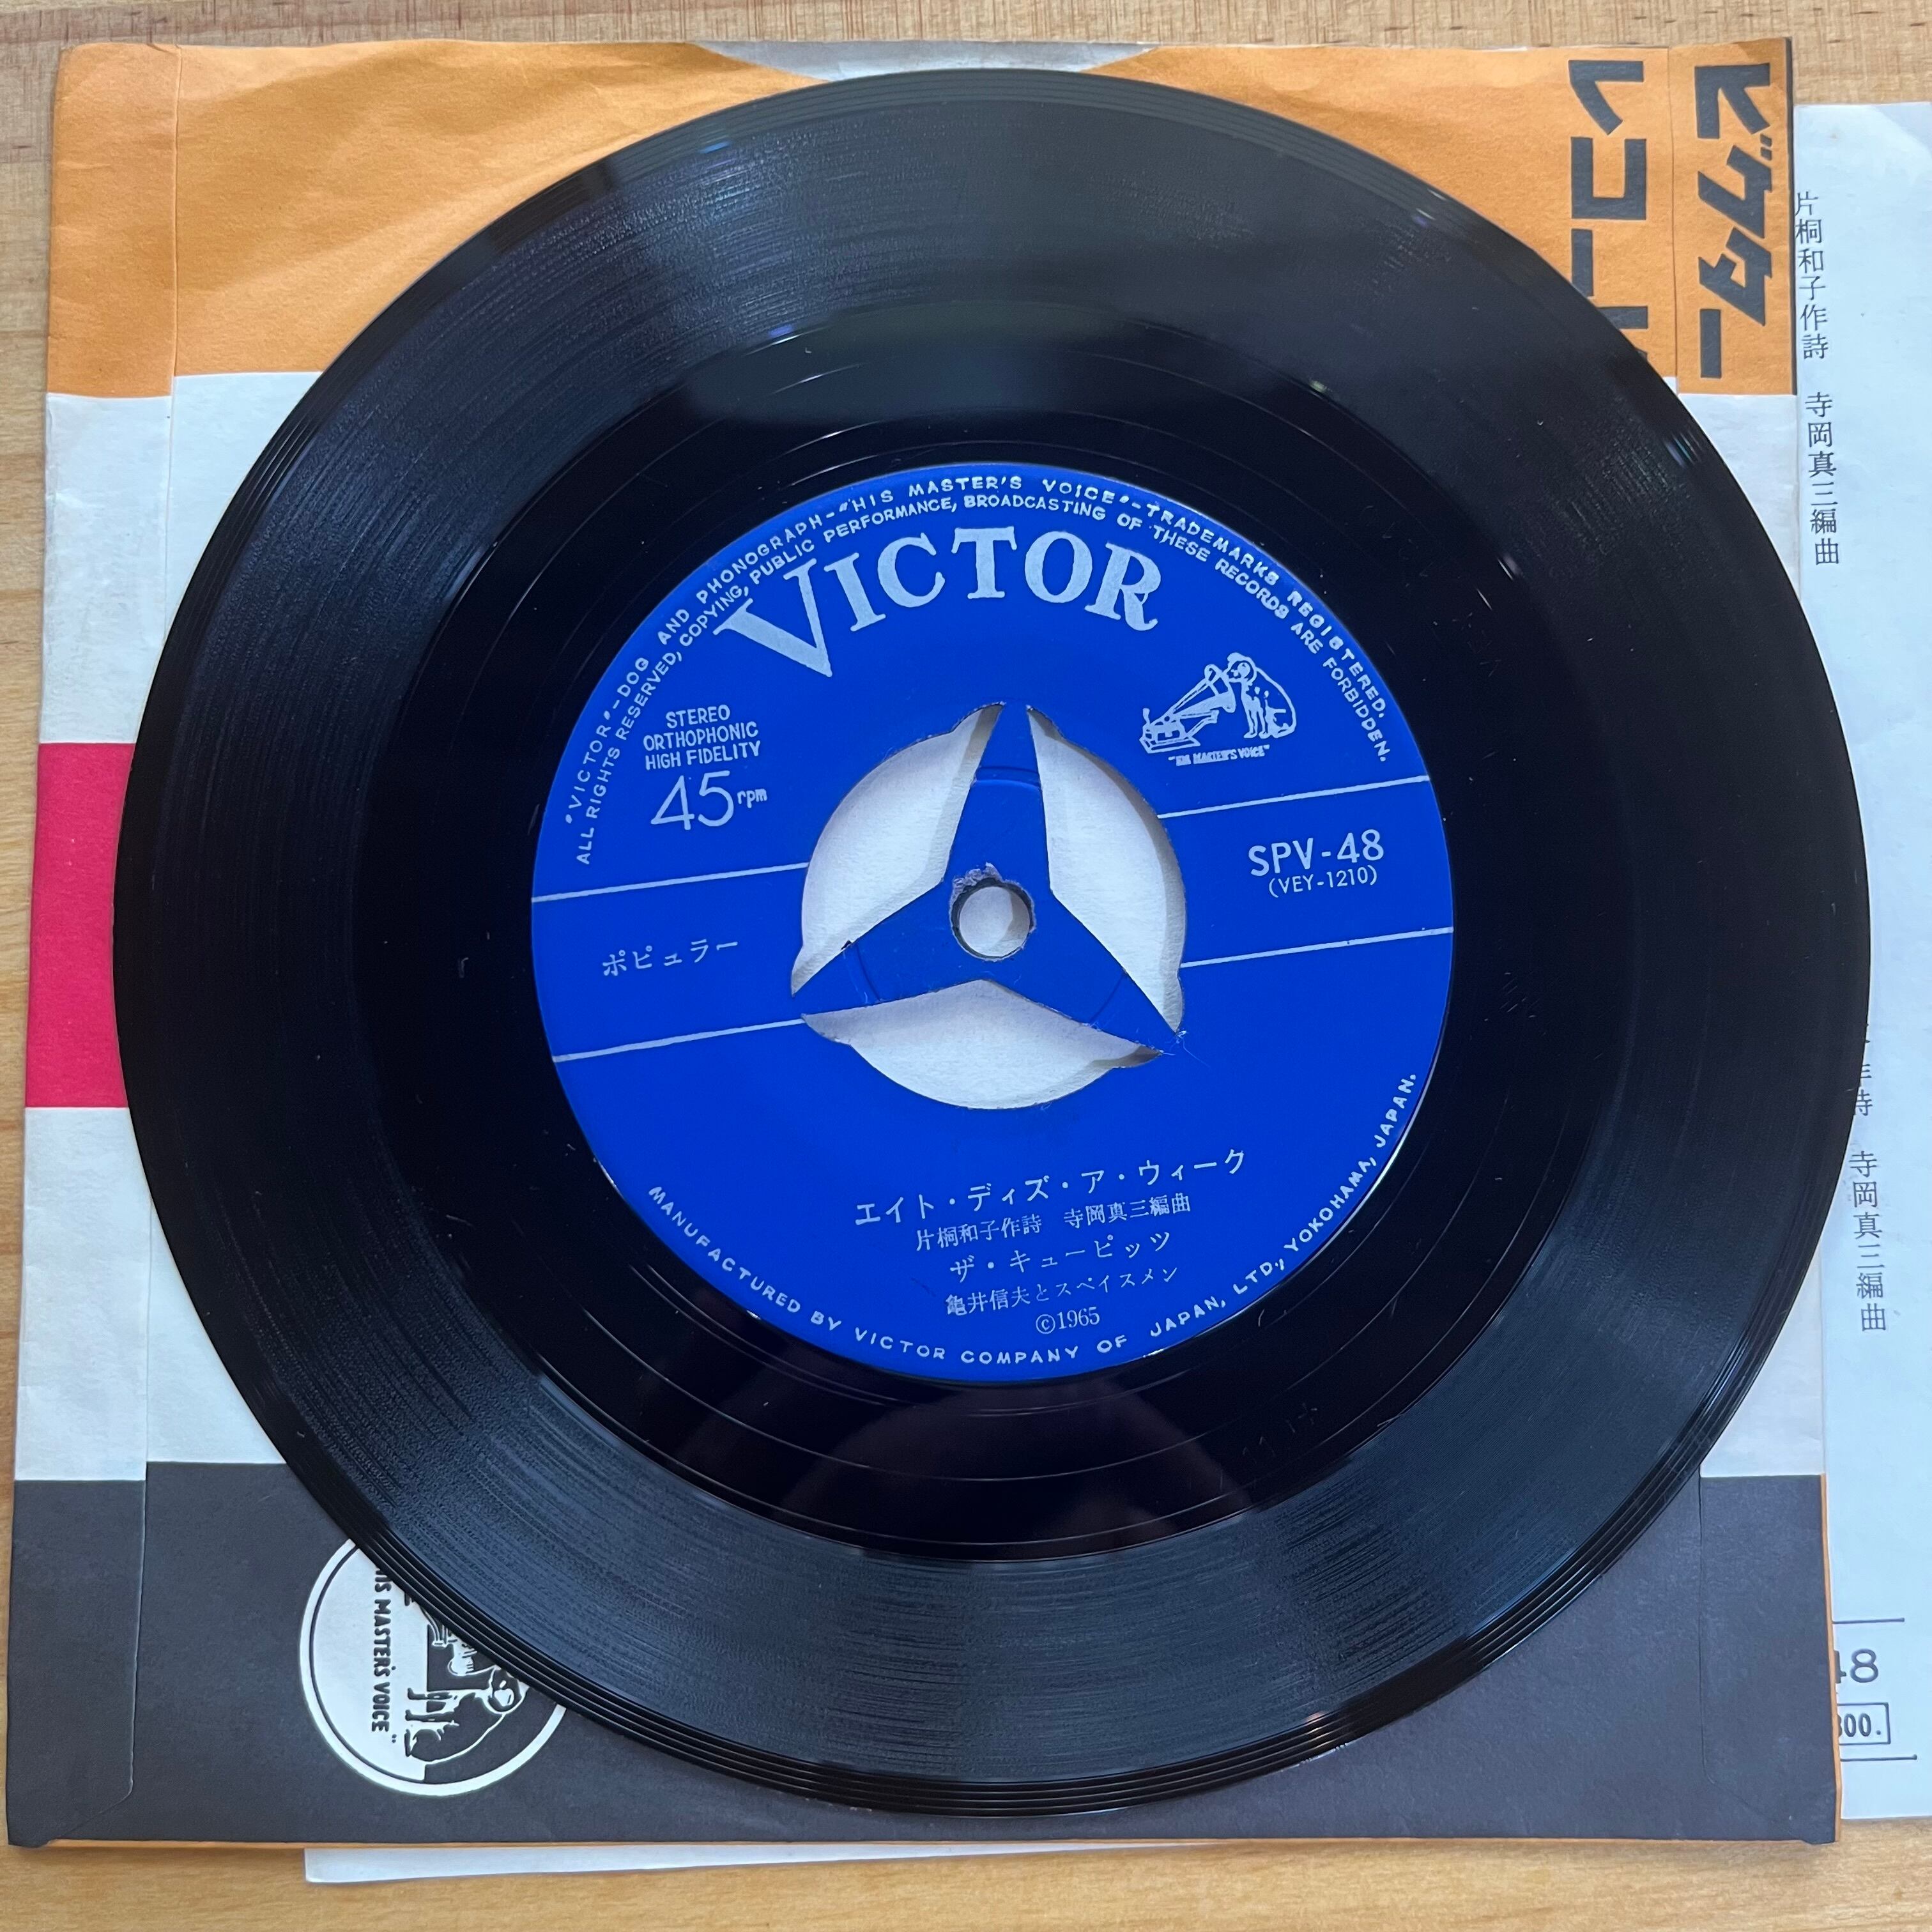 ビクター
レコー
片桐和子作詩 寺岡真三編曲
"VICTOR"-DOG AND PHONOGRAPH-"HIS MASTER'S VOICE"-TRADEMARKS REGISTERED.
ALL RIGHTS RESERVED, COPYING, PUBLIC PERFORMANCE, BROADCASTING OF THESE RECORDS ARE FORBIDDEN.
VICTOR
"HIS MASTER'S VOICE"
STEREO
ORTHOPHONIC
HIGH FIDELITY
45rpm
SPV-48
(VEY-1210)
ポピュラー
エイト・ディズ・ア・ウィーク
片桐和子作詩 寺岡真三編曲
ザ・キューピッツ
亀井信夫とスペイスメン
©1965
MANUFACTURED BY VICTOR COMPANY OF JAPAN, LTD., YOKOHAMA, JAPAN.
作詩 寺岡真三編曲
HIS MASTER'S VOICE"
48
300.